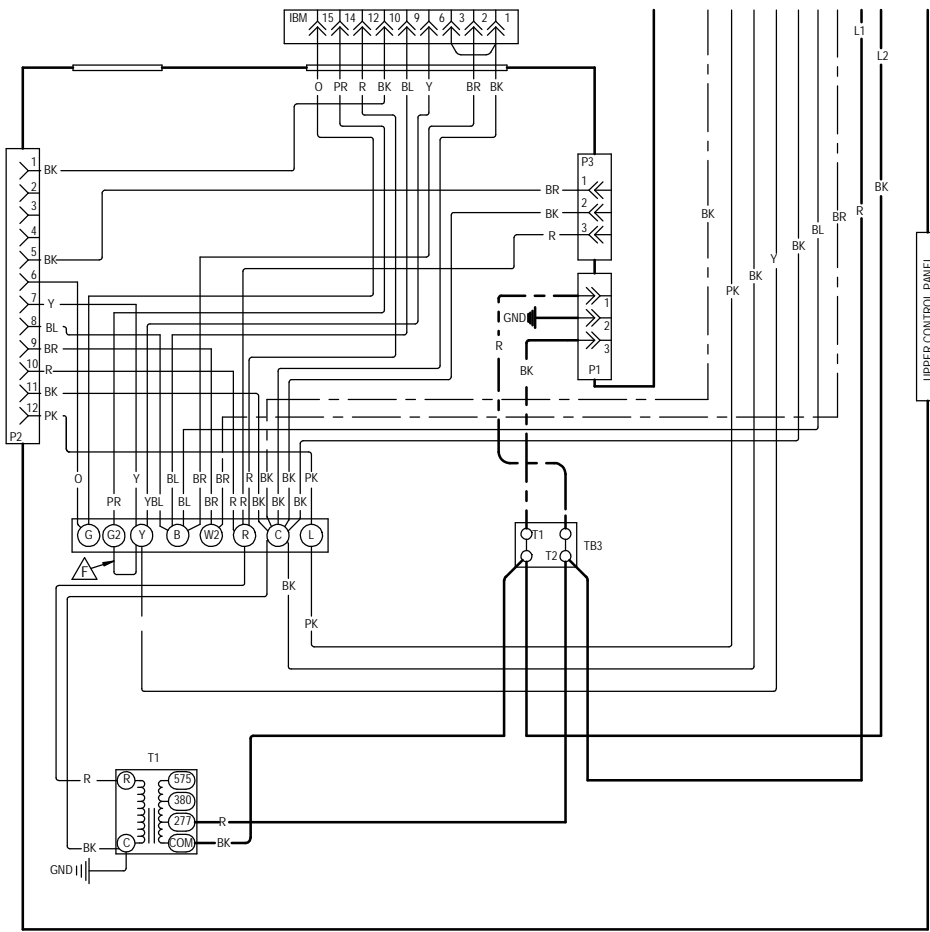 IBM 15 14 12 10 9 6 3 2 1
L1
L2
O PR R BK BL Y BR BK
P3
1 BK
2
3
4
5 BK
6
7 Y
8 BL
9 BR
10 R
11 BK
12 PK
P2
BR 1
BK 2
R 3
BK
BR
BK
R
BL
BK
Y
BK
PK
UPPER CONTROL PANEL
1
GND 2
3
R
BK
P1
O Y BL BR BR R BK BK PK
PR Y BL BL BR R R BK BK BK
G G2 Y B W2 R C L
T1
T2
TB3
F
BK
PK
T1
R R 575
380
277 R
BK C COM BK
GND